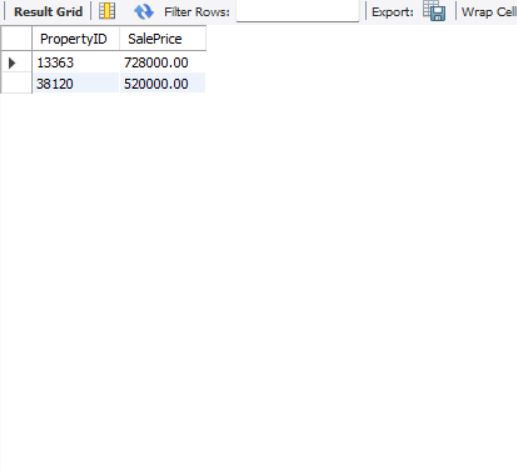 Result Grid Filter Rows: Export: Wrap Cell
PropertyID SalePrice
13363 728000.00
38120 520000.00